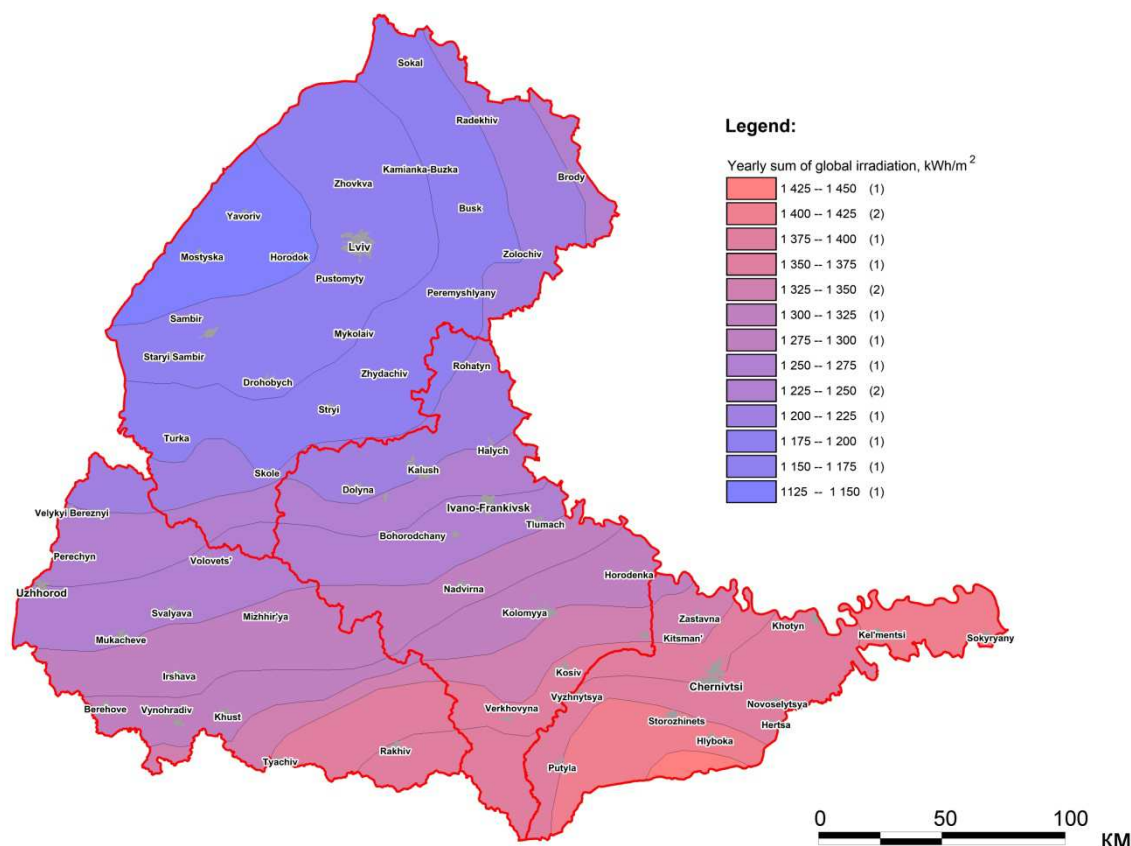 Sokal
Radekhiv
Kamianka-Buzka
Zhovkva
Brody
Busk
Yavoriv
Lviv
Mostyska
Horodok
Zolochiv
Pustomyty
Peremyshlyany
Sambir
Mykolaiv
Staryi Sambir
Rohatyn
Drohobych
Zhydachiv
Stryi
Turka
Halych
Skole
Kalush
Dolyna
Velykyi Bereznyi
Ivano-Frankivsk
Tlumach
Bohorodchany
Perechyn
Volovets'
Uzhhorod
Nadvirna
Horodenka
Svalyava
Mizhhir'ya
Kolomyya
Zastavna
Khotyn
Mukacheve
Kitsman'
Kel'mentsi
Sokyryany
Irshava
Kosiv
Chernivtsi
Berehove
Vynohradiv
Khust
Verkhovyna
Vyzhnytsya
Novoselytsya
Storozhinets
Hertsa
Hlyboka
Rakhiv
Tyachiv
Putyla
Legend:
Yearly sum of global irradiation, kWh/m²
1 425 -- 1 450 (1)
1 400 -- 1 425 (2)
1 375 -- 1 400 (1)
1 350 -- 1 375 (1)
1 325 -- 1 350 (2)
1 300 -- 1 325 (1)
1 275 -- 1 300 (1)
1 250 -- 1 275 (1)
1 225 -- 1 250 (2)
1 200 -- 1 225 (1)
1 175 -- 1 200 (1)
1 150 -- 1 175 (1)
1125 -- 1 150 (1)
0 50 100
КМ